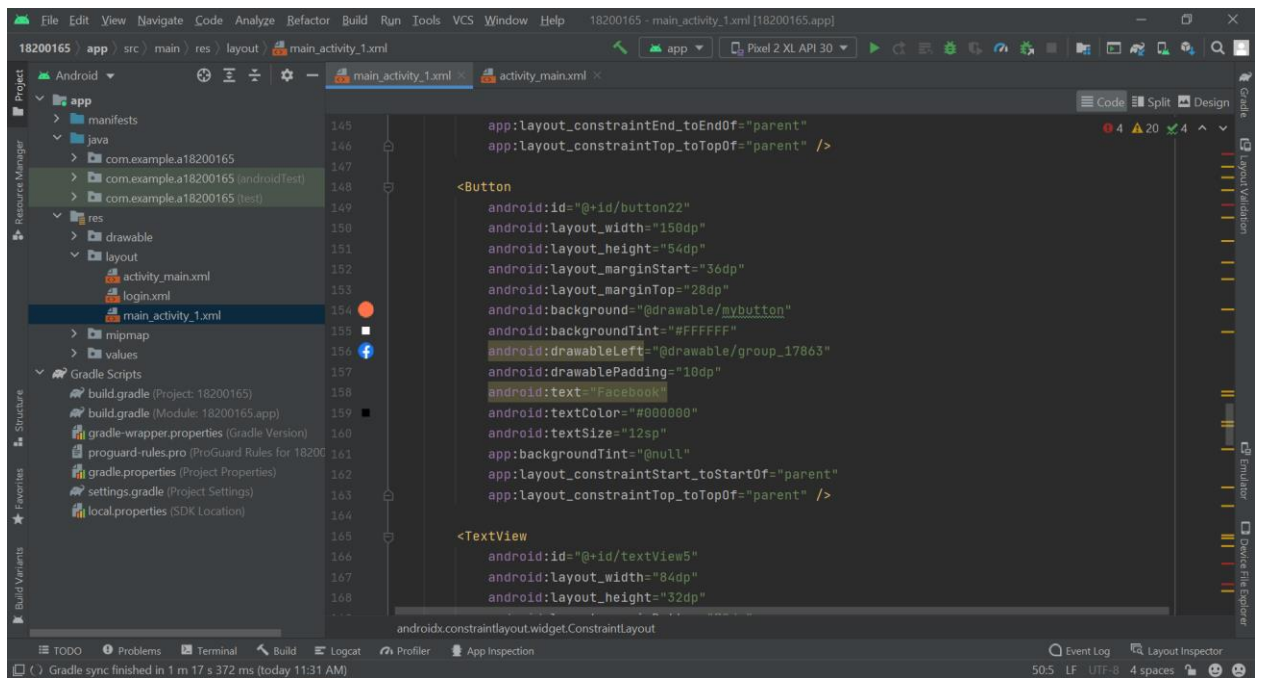 File Edit View Navigate Code Analyze Refactor Build Run Tools VCS Window Help 18200165 - main_activity_1.xml [18200165.app]
18200165 app src main res layout main_activity_1.xml app Pixel 2 XL API 30
Project
Resource Manager
Structure
Favorites
Build Variants
Android
app
manifests
java
com.example.a18200165
com.example.a18200165 (androidTest)
com.example.a18200165 (test)
res
drawable
layout
activity_main.xml
login.xml
main_activity_1.xml
mipmap
values
Gradle Scripts
build.gradle (Project: 18200165)
build.gradle (Module: 18200165.app)
gradle-wrapper.properties (Gradle Version)
proguard-rules.pro (ProGuard Rules for 18200
gradle.properties (Project Properties)
settings.gradle (Project Settings)
local.properties (SDK Location)
main_activity_1.xml activity_main.xml
Code Split Design
4 20 4
145 app:layout_constraintEnd_toEndOf="parent"
146 app:layout_constraintTop_toTopOf="parent" />
147
148 <Button
149 android:id="@+id/button22"
150 android:layout_width="150dp"
151 android:layout_height="54dp"
152 android:layout_marginStart="36dp"
153 android:layout_marginTop="28dp"
154 android:background="@drawable/mybutton"
155 android:backgroundTint="#FFFFFF"
156 android:drawableLeft="@drawable/group_17863"
157 android:drawablePadding="10dp"
158 android:text="Facebook"
159 android:textColor="#000000"
160 android:textSize="12sp"
161 app:backgroundTint="@null"
162 app:layout_constraintStart_toStartOf="parent"
163 app:layout_constraintTop_toTopOf="parent" />
164
165 <TextView
166 android:id="@+id/textView5"
167 android:layout_width="84dp"
168 android:layout_height="32dp"
androidx.constraintlayout.widget.ConstraintLayout
Gradle
Layout Validation
Emulator
Device File Explorer
TODO Problems Terminal Build Logcat Profiler App Inspection Event Log Layout Inspector
Gradle sync finished in 1 m 17 s 372 ms (today 11:31 AM) 50:5 LF UTF-8 4 spaces